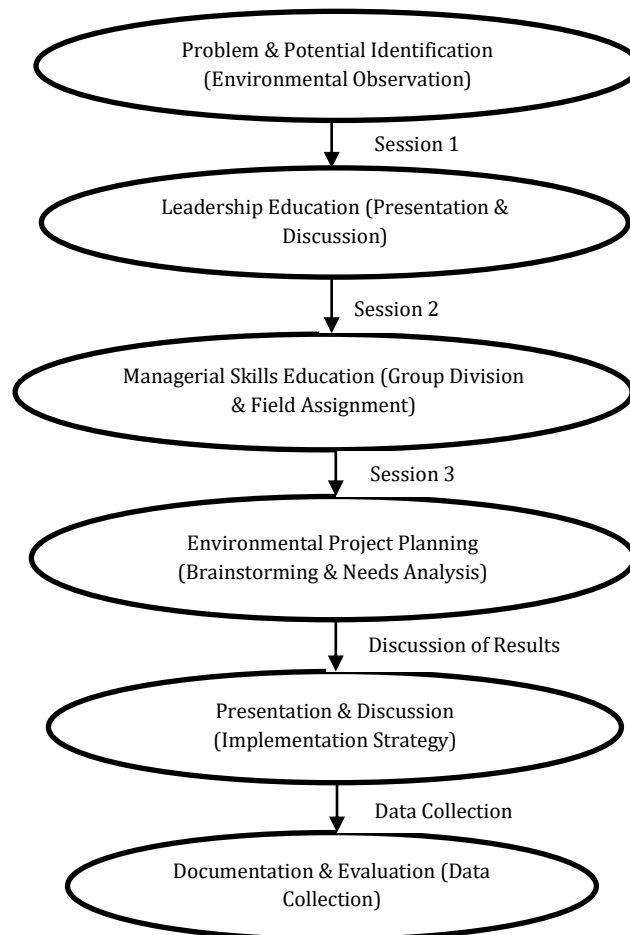 Problem & Potential Identification
(Environmental Observation)
Session 1
Leadership Education (Presentation &
Discussion)
Session 2
Managerial Skills Education (Group Division
& Field Assignment)
Session 3
Environmental Project Planning
(Brainstorming & Needs Analysis)
Discussion of Results
Presentation & Discussion
(Implementation Strategy)
Data Collection
Documentation & Evaluation (Data
Collection)